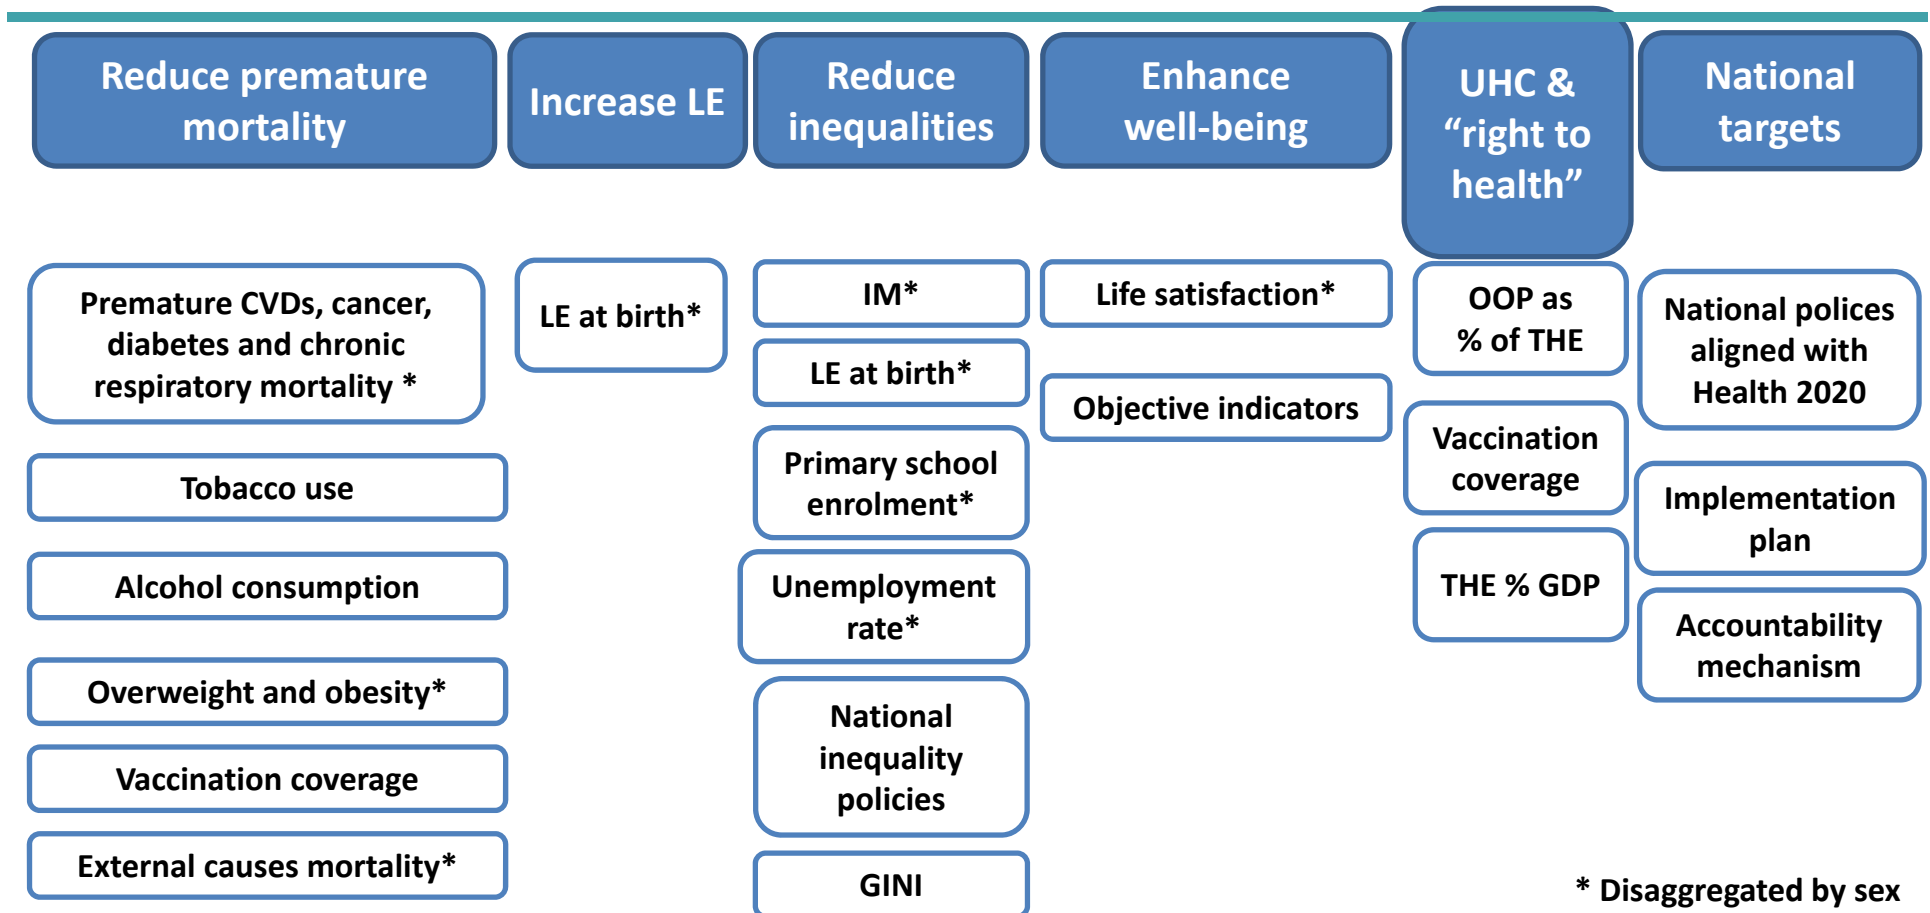 Reduce premature
mortality
Increase LE
Reduce
inequalities
Enhance
well-being
UHC &
“right to
health”
National
targets
Premature CVDs, cancer,
diabetes and chronic
respiratory mortality *
Tobacco use
Alcohol consumption
Overweight and obesity*
Vaccination coverage
External causes mortality*
LE at birth*
IM*
LE at birth*
Primary school
enrolment*
Unemployment
rate*
National
inequality
policies
GINI
Life satisfaction*
Objective indicators
OOP as
% of THE
Vaccination
coverage
THE % GDP
National polices
aligned with
Health 2020
Implementation
plan
Accountability
mechanism
* Disaggregated by sex